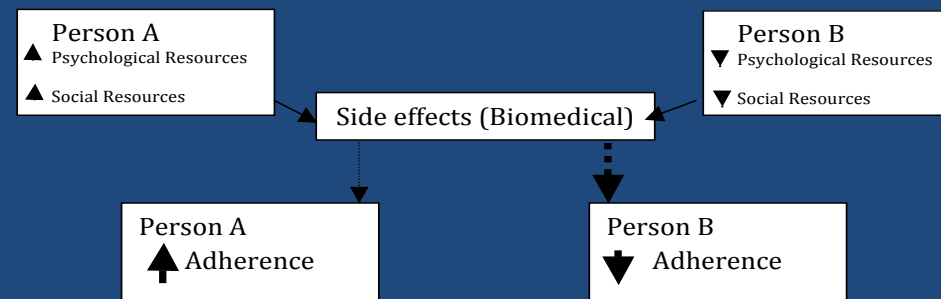 Person A
Psychological Resources
Social Resources
Person B
Psychological Resources
Social Resources
Side effects (Biomedical)
Person A
Adherence
Person B
Adherence